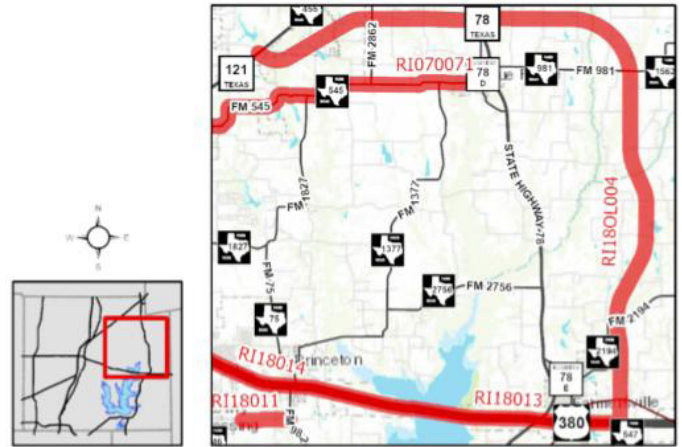 455
78
TEXAS
FM 2862
121
TEXAS
RI070071
78
D
981
FM 981
1562
545
FM 545
FM 1827
FM 1377
STATE HIGHWAY 78
RI18OL004
1827
1377
FM 75
2756
FM 2756
75
FM 2194
2194
Princeton
RI18014
78
E
RI18011
RI18013
380
FM 982
547
N
W E
S